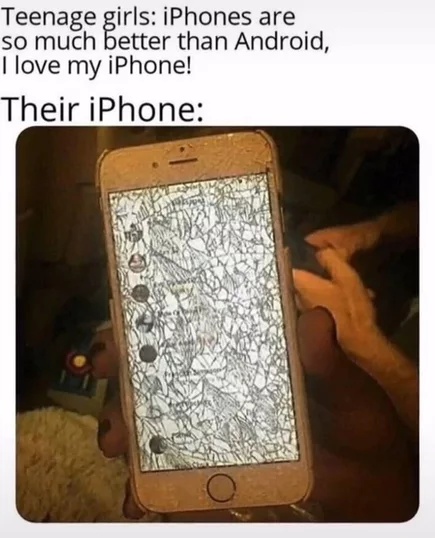 Teenage girls: iPhones are
so much better than Android,
I love my iPhone!
Their iPhone: